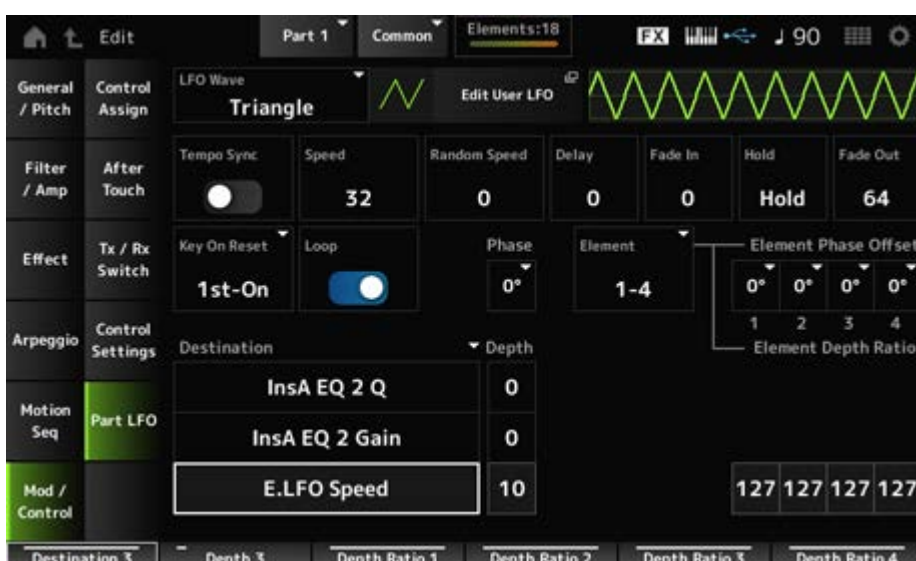 Edit
Part 1
Common
Elements:18
FX
♩ 90
General / Pitch
Control Assign
Filter / Amp
After Touch
Effect
Tx / Rx Switch
Arpeggio
Control Settings
Motion Seq
Part LFO
Mod / Control
LFO Wave
Triangle
Edit User LFO
Tempo Sync
Speed
32
Random Speed
0
Delay
0
Fade In
0
Hold
Hold
Fade Out
64
Key On Reset
1st-On
Loop
Phase
0°
Element
1-4
Element Phase Offset
0° 0° 0° 0°
1 2 3 4
Element Depth Ratio
Destination
Depth
InsA EQ 2 Q 0
InsA EQ 2 Gain 0
E.LFO Speed 10
127 127 127 127
Destination 3
Depth 3
Depth Ratio 1
Depth Ratio 2
Depth Ratio 3
Depth Ratio 4